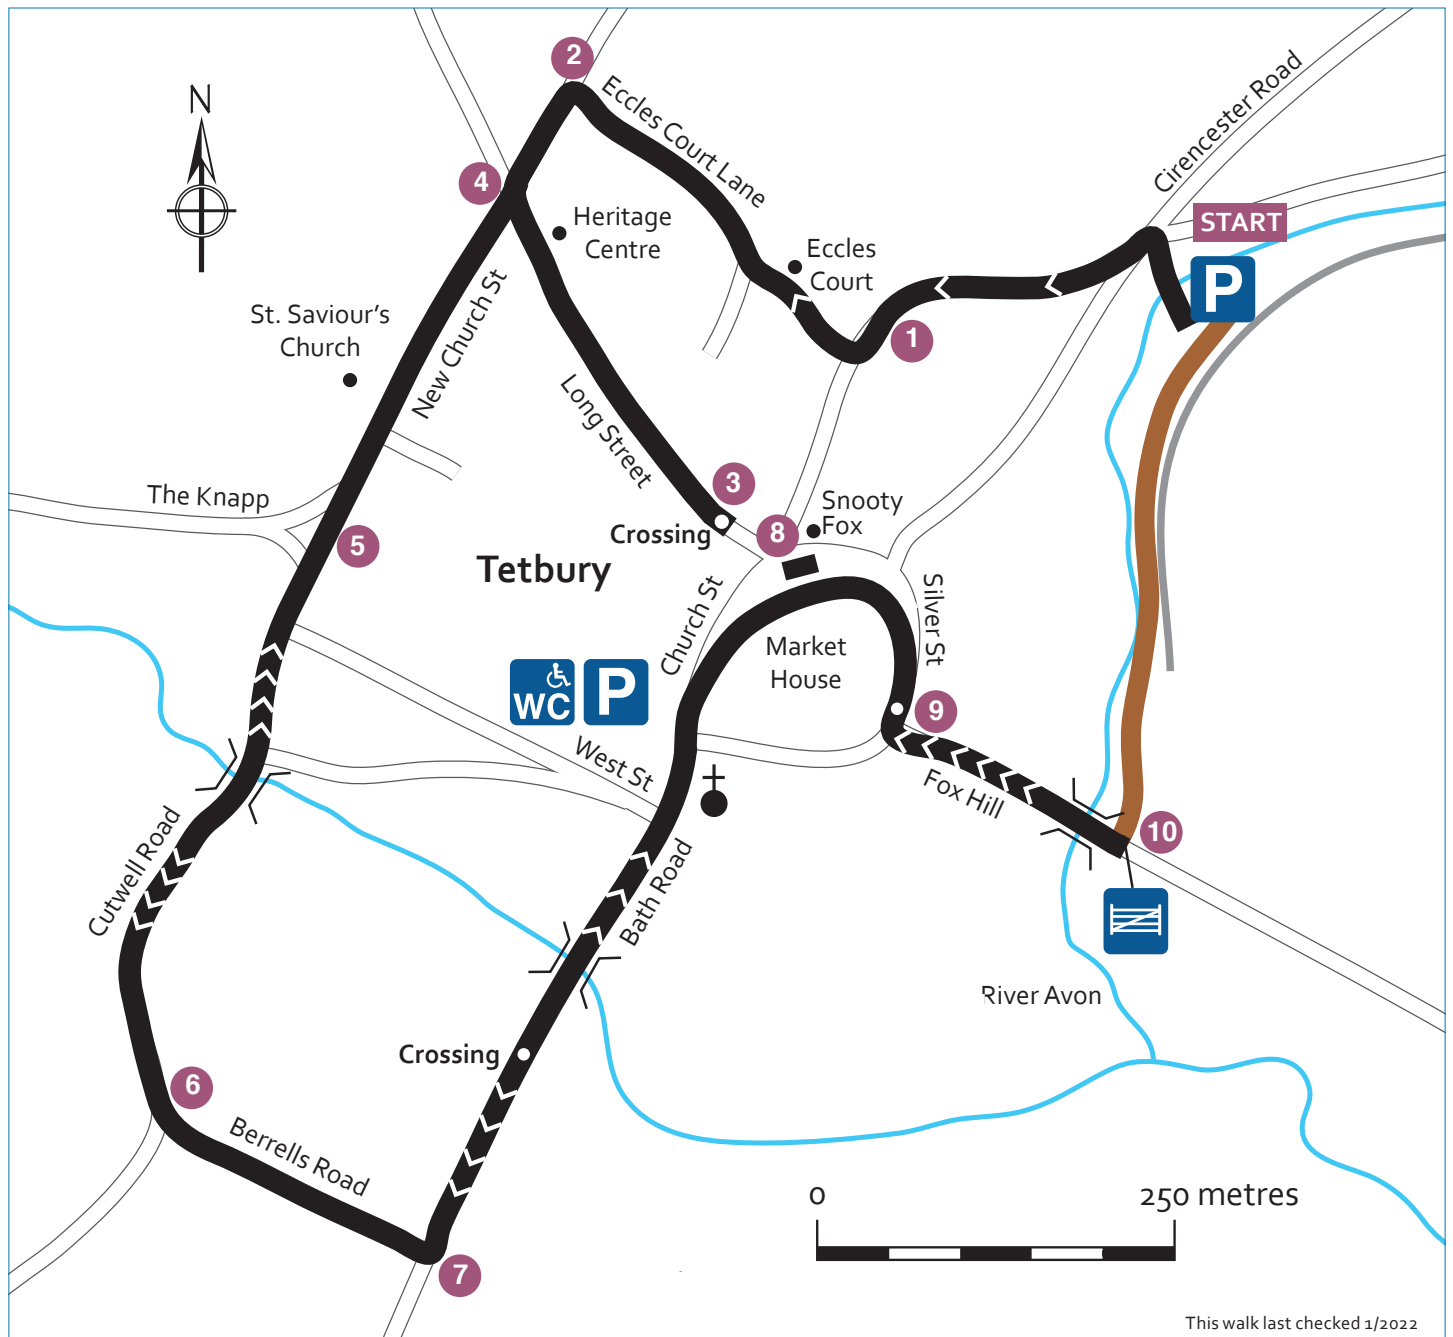 N
2
Eccles Court Lane
Cirencester Road
4
Heritage
Centre
START
P
Eccles
Court
1
St. Saviour's
Church
New Church St
Long Street
The Knapp
3
Snooty
Fox
Crossing
8
5
Tetbury
Church St
Silver St
Market
House
WC
P
9
West St
Fox Hill
Cutwell Road
Bath Road
10
River Avon
Crossing
6
Berrells Road
0
250 metres
7
This walk last checked 1/2022